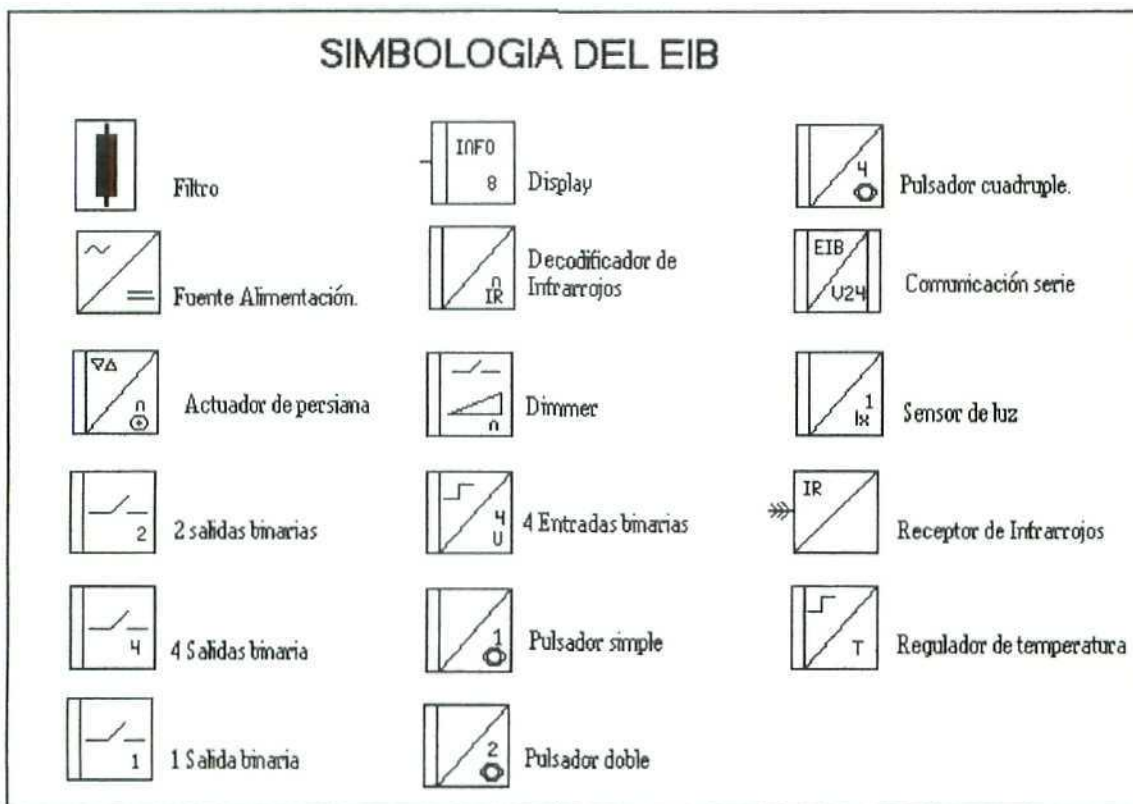 SIMBOLOGIA DEL EIB
Filtro
INFO
8
Display
4
Pulsador cuadruple.
Fuente Alimentación.
n
IR
Decodificador de
Infrarrojos
EIB
V24
Comunicación serie
n
Actuador de persiana
n
Dimmer
1
lx
Sensor de luz
2
2 salidas binarias
4
U
4 Entradas binarias
IR
Receptor de Infrarrojos
4
4 Salidas binaria
1
Pulsador simple
T
Regulador de temperatura
1
1 Salida binaria
2
Pulsador doble